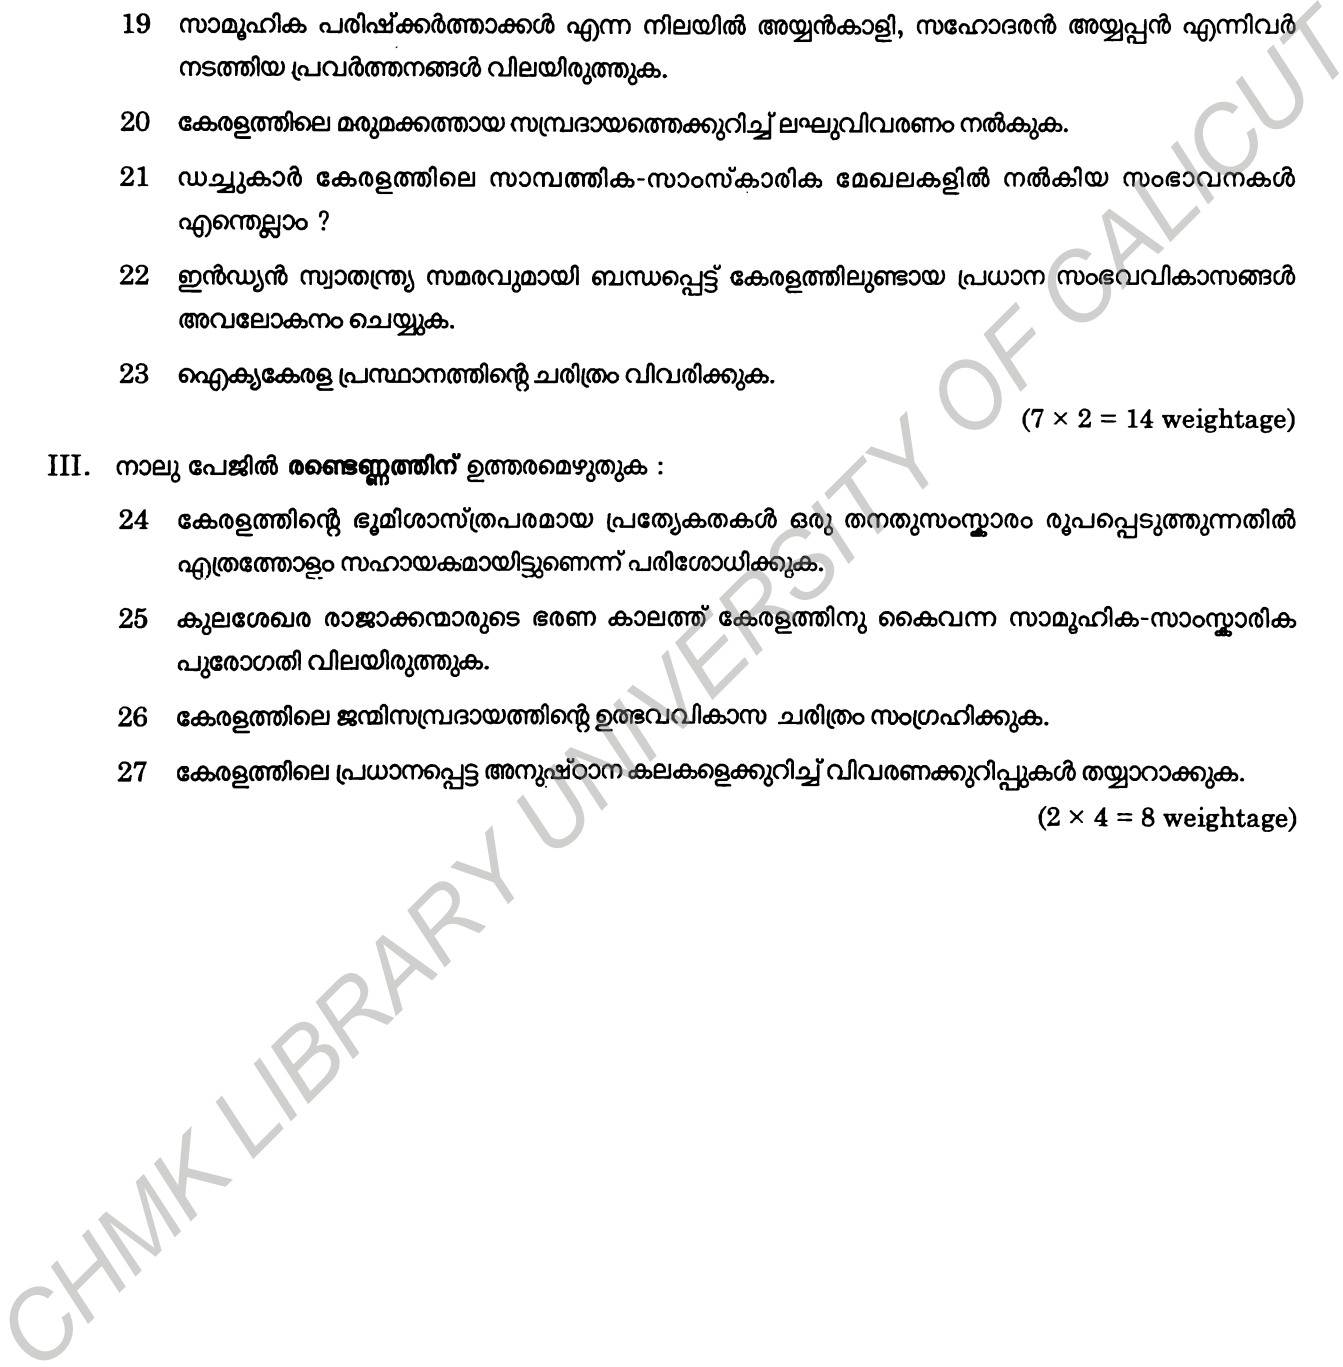 19 സാമൂഹിക പരിഷ്ക്കർത്താക്കൾ എന്ന നിലയിൽ അയ്യൻകാളി, സഹോദരൻ അയ്യപ്പൻ എന്നിവർ
നടത്തിയ പ്രവർത്തനങ്ങൾ വിലയിരുത്തുക.
20 കേരളത്തിലെ മരുമക്കത്തായ സമ്പ്രദായത്തെക്കുറിച്ച് ലഘുവിവരണം നൽകുക.
21 ഡച്ചുകാർ കേരളത്തിലെ സാമ്പത്തിക-സാംസ്കാരിക മേഖലകളിൽ നൽകിയ സംഭാവനകൾ
എന്തെല്ലാം ?
22 ഇൻഡ്യൻ സ്വാതന്ത്ര്യ സമരവുമായി ബന്ധപ്പെട്ട് കേരളത്തിലുണ്ടായ പ്രധാന സംഭവവികാസങ്ങൾ
അവലോകനം ചെയ്യുക.
23 ഐക്യകേരള പ്രസ്ഥാനത്തിന്റെ ചരിത്രം വിവരിക്കുക.
(7 × 2 = 14 weightage)
III. നാലു പേജിൽ രണ്ടെണ്ണത്തിന് ഉത്തരമെഴുതുക :
24 കേരളത്തിന്റെ ഭൂമിശാസ്ത്രപരമായ പ്രത്യേകതകൾ ഒരു തനതുസംസ്കാരം രൂപപ്പെടുത്തുന്നതിൽ
എത്രത്തോളം സഹായകമായിട്ടുണെന്ന് പരിശോധിക്കുക.
25 കുലശേഖര രാജാക്കന്മാരുടെ ഭരണ കാലത്ത് കേരളത്തിനു കൈവന്ന സാമൂഹിക-സാംസ്കാരിക
പുരോഗതി വിലയിരുത്തുക.
26 കേരളത്തിലെ ജന്മിസമ്പ്രദായത്തിന്റെ ഉത്ഭവവികാസ ചരിത്രം സംഗ്രഹിക്കുക.
27 കേരളത്തിലെ പ്രധാനപ്പെട്ട അനുഷ്ഠാന കലകളെക്കുറിച്ച് വിവരണക്കുറിപ്പുകൾ തയ്യാറാക്കുക.
(2 × 4 = 8 weightage)
CHMK LIBRARY UNIVERSITY OF CALICUT